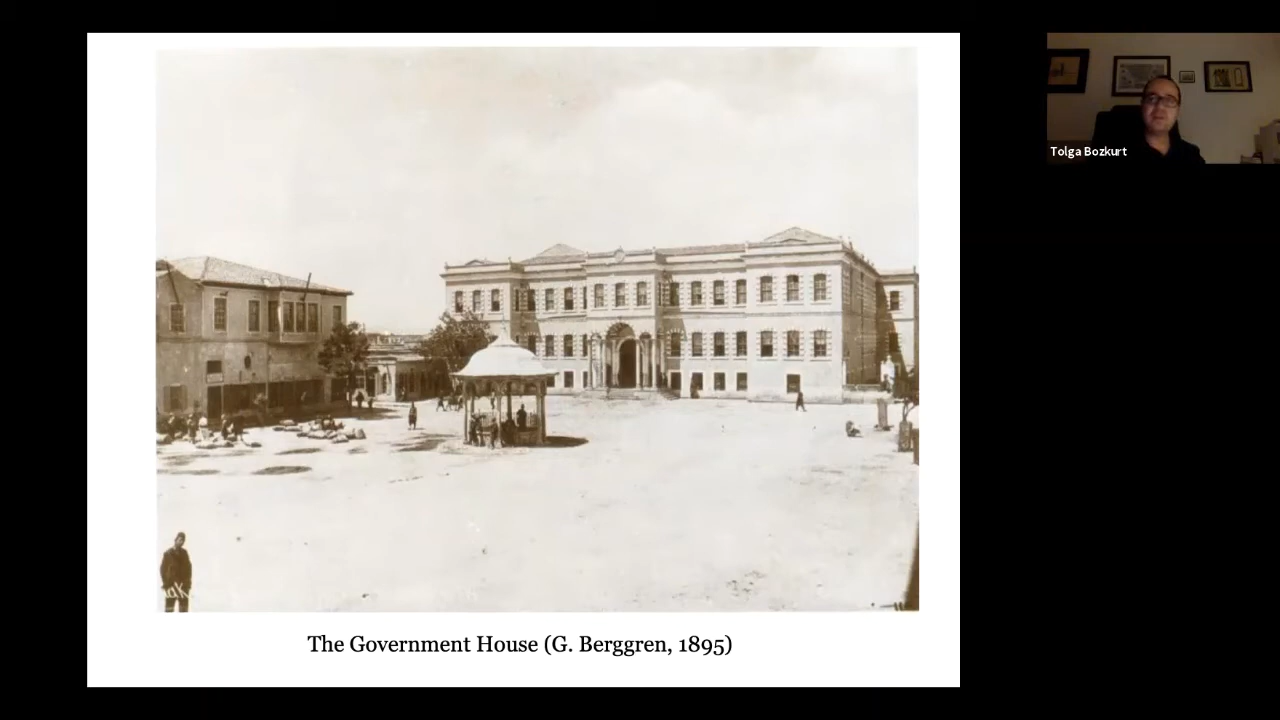 Tolga Bozkurt
The Government House (G. Berggren, 1895)